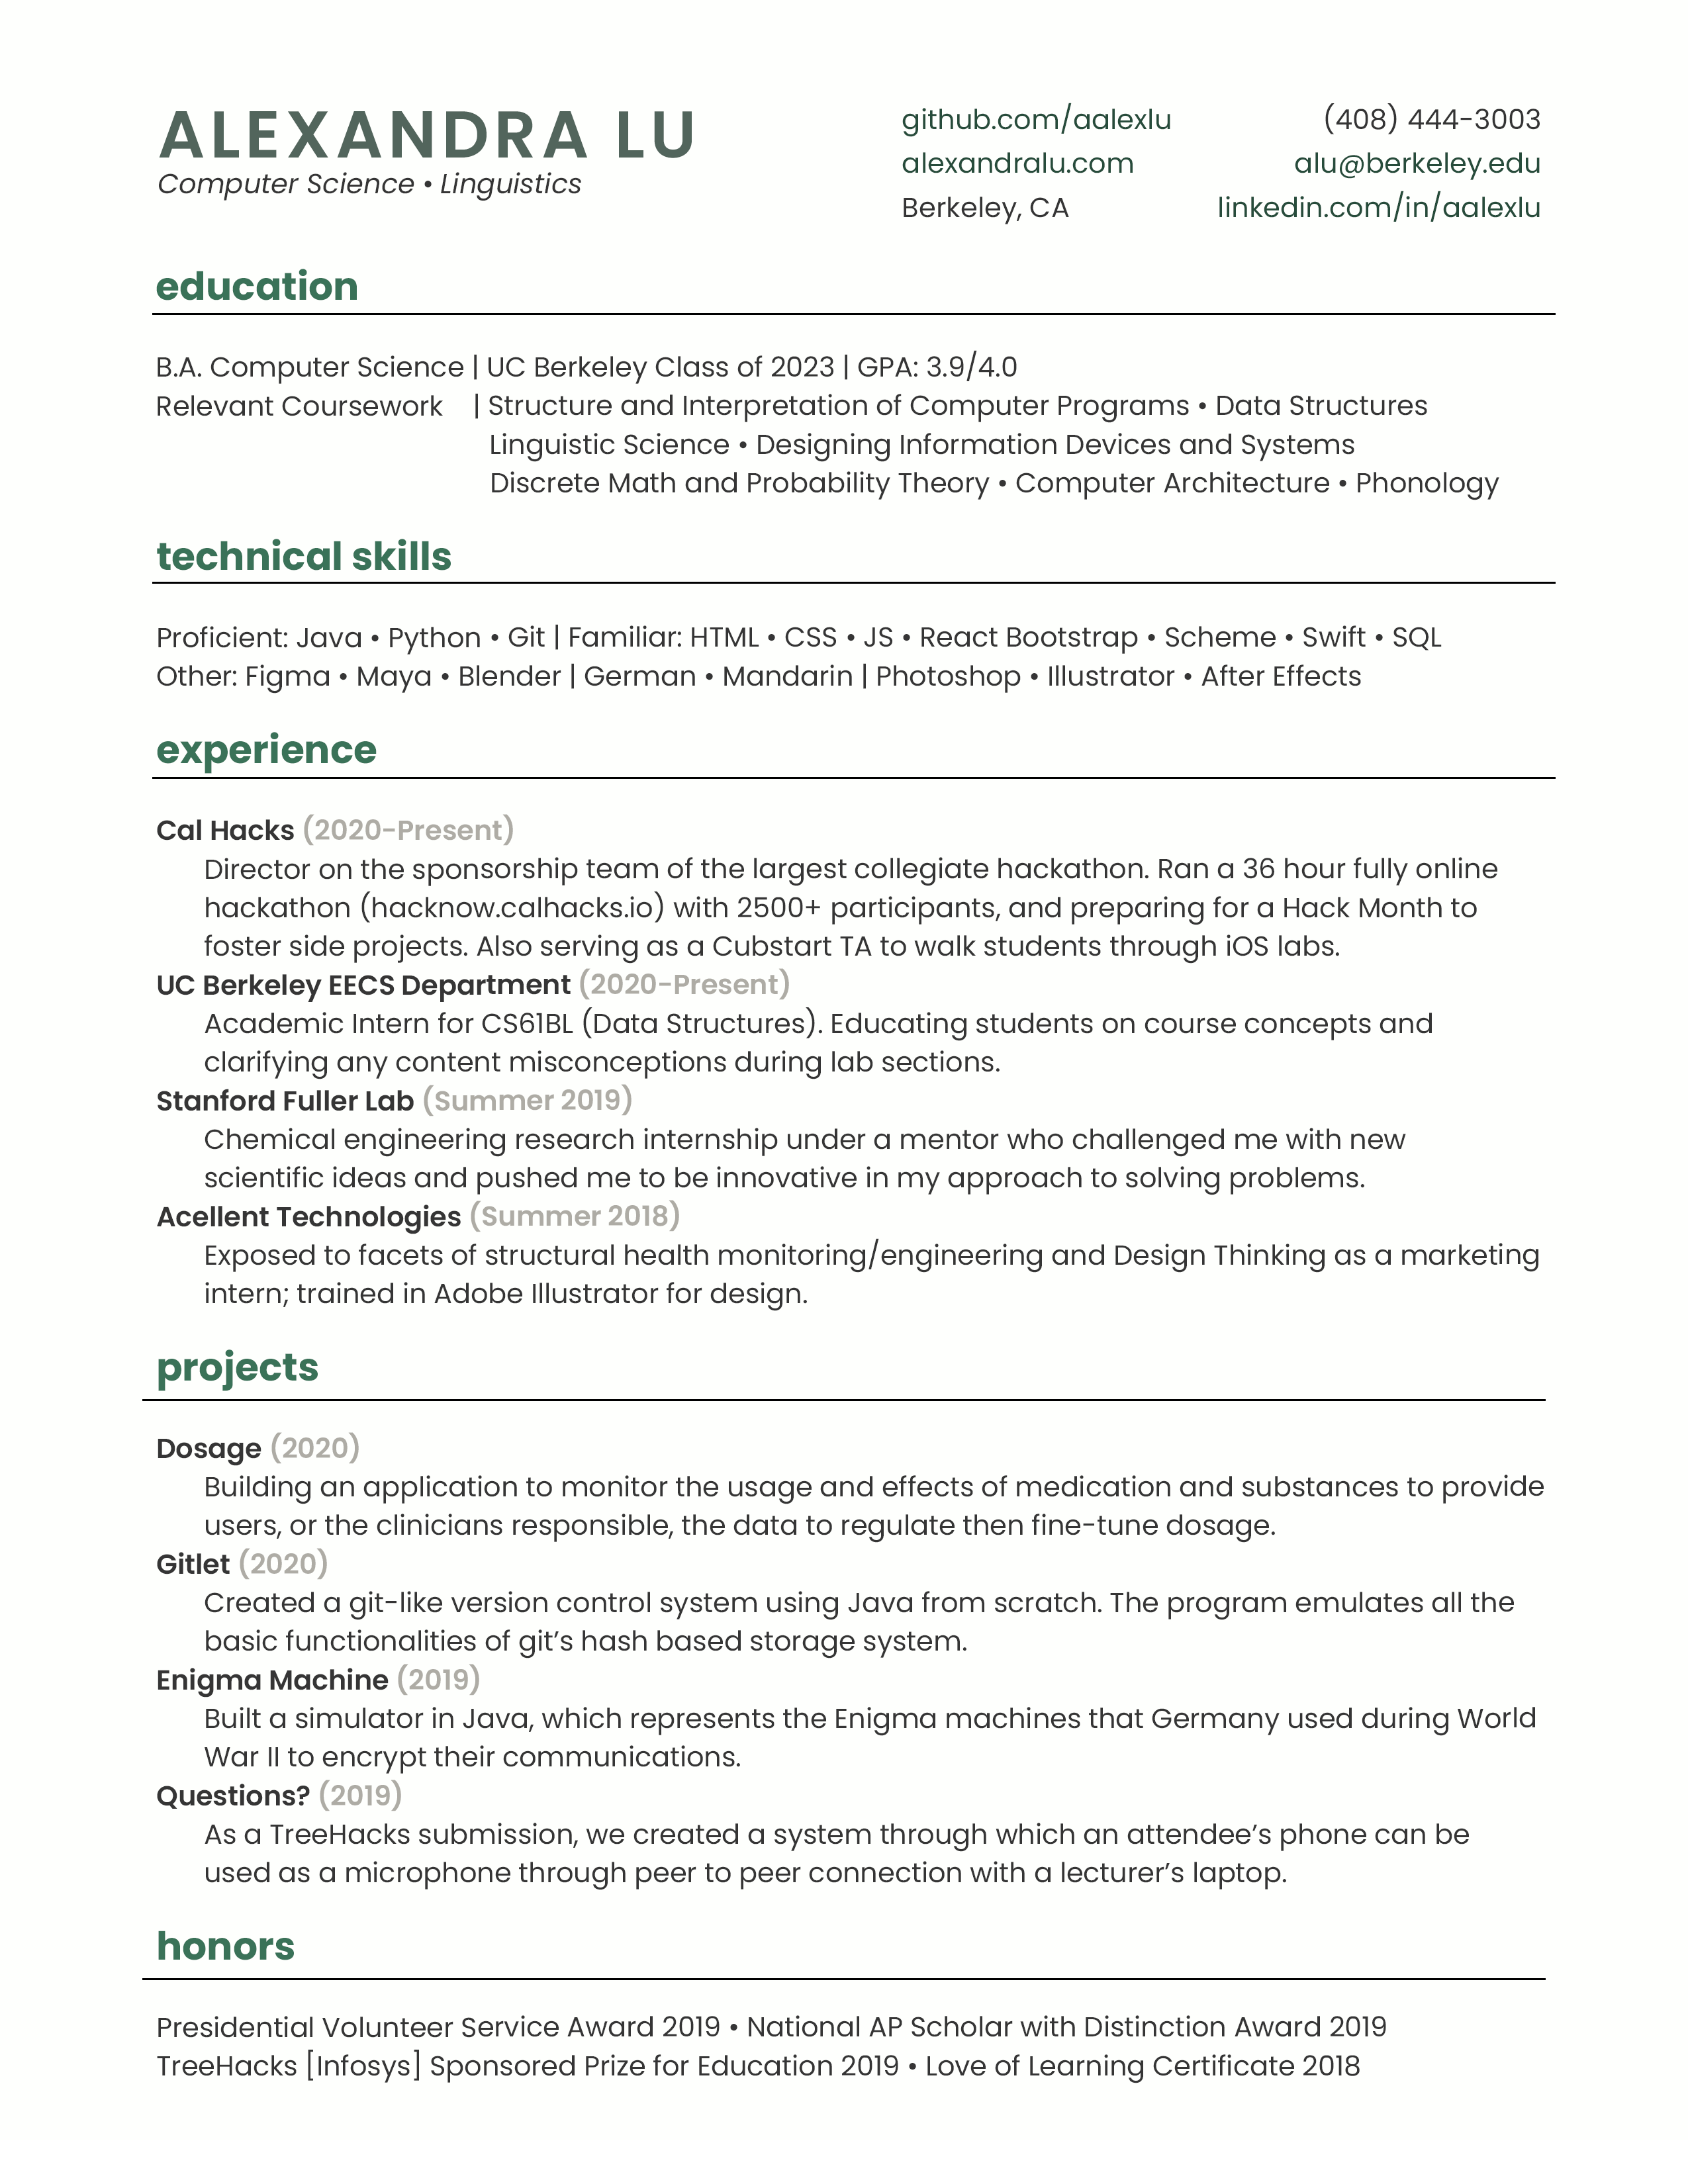 ALEXANDRA LU
Computer Science • Linguistics
github.com/aalexlu
alexandralu.com
Berkeley, CA
(408) 444-3003
alu@berkeley.edu
linkedin.com/in/aalexlu
education
B.A. Computer Science | UC Berkeley Class of 2023 | GPA: 3.9/4.0
Relevant Coursework | Structure and Interpretation of Computer Programs • Data Structures
Linguistic Science • Designing Information Devices and Systems
Discrete Math and Probability Theory • Computer Architecture • Phonology
technical skills
Proficient: Java • Python • Git | Familiar: HTML • CSS • JS • React Bootstrap • Scheme • Swift • SQL
Other: Figma • Maya • Blender | German • Mandarin | Photoshop • Illustrator • After Effects
experience
Cal Hacks (2020-Present)
Director on the sponsorship team of the largest collegiate hackathon. Ran a 36 hour fully online
hackathon (hacknow.calhacks.io) with 2500+ participants, and preparing for a Hack Month to
foster side projects. Also serving as a Cubstart TA to walk students through iOS labs.
UC Berkeley EECS Department (2020-Present)
Academic Intern for CS61BL (Data Structures). Educating students on course concepts and
clarifying any content misconceptions during lab sections.
Stanford Fuller Lab (Summer 2019)
Chemical engineering research internship under a mentor who challenged me with new
scientific ideas and pushed me to be innovative in my approach to solving problems.
Acellent Technologies (Summer 2018)
Exposed to facets of structural health monitoring/engineering and Design Thinking as a marketing
intern; trained in Adobe Illustrator for design.
projects
Dosage (2020)
Building an application to monitor the usage and effects of medication and substances to provide
users, or the clinicians responsible, the data to regulate then fine-tune dosage.
Gitlet (2020)
Created a git-like version control system using Java from scratch. The program emulates all the
basic functionalities of git’s hash based storage system.
Enigma Machine (2019)
Built a simulator in Java, which represents the Enigma machines that Germany used during World
War II to encrypt their communications.
Questions? (2019)
As a TreeHacks submission, we created a system through which an attendee’s phone can be
used as a microphone through peer to peer connection with a lecturer’s laptop.
honors
Presidential Volunteer Service Award 2019 • National AP Scholar with Distinction Award 2019
TreeHacks [Infosys] Sponsored Prize for Education 2019 • Love of Learning Certificate 2018